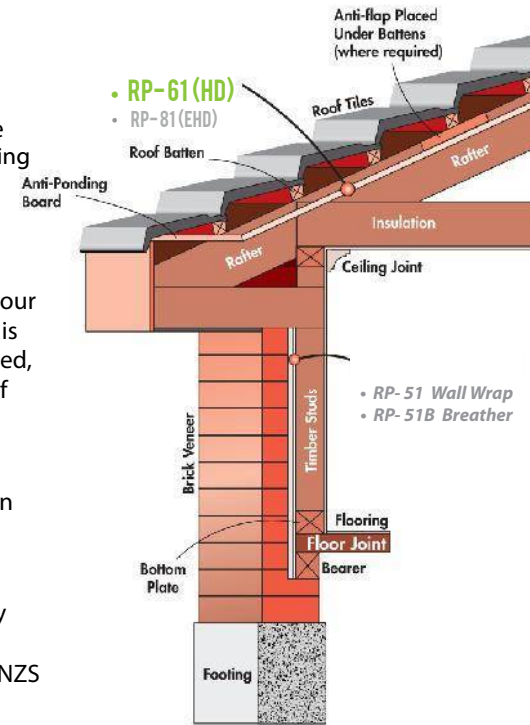 Anti-flap Placed
Under Battens
(where required)
• RP-61(HD)
• RP-81(EHD)
Roof Tiles
Roof Batten
Rafter
Anti-Ponding
Board
Insulation
Rafter
Ceiling Joint
our
is
ed,
f
• RP- 51 Wall Wrap
• RP- 51B Breather
Timber Studs
Brick Veneer
n
Flooring
Floor Joint
Bottom
Plate
Bearer
y
NZS
Footing
e
ing